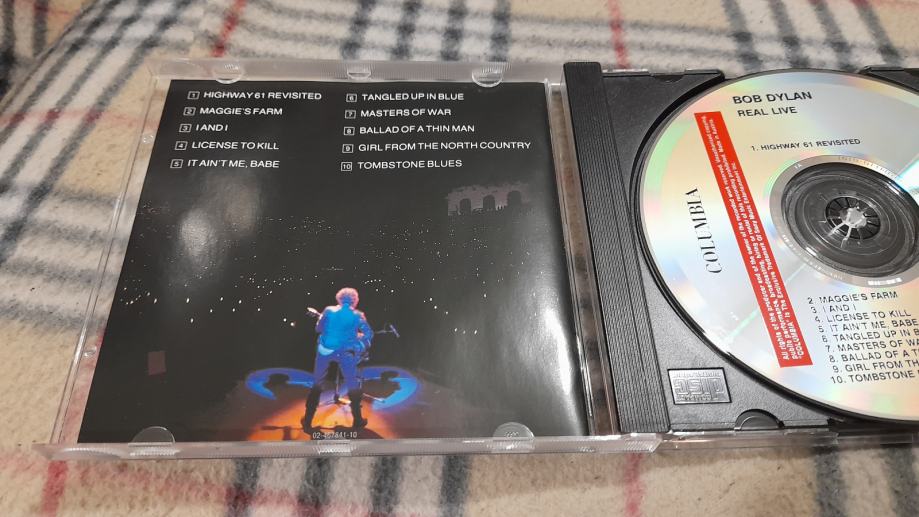 1 HIGHWAY 61 REVISITED
2 MAGGIE'S FARM
3 I AND I
4 LICENSE TO KILL
5 IT AIN'T ME, BABE
6 TANGLED UP IN BLUE
7 MASTERS OF WAR
8 BALLAD OF A THIN MAN
9 GIRL FROM THE NORTH COUNTRY
10 TOMBSTONE BLUES
BOB DYLAN
REAL LIVE
1. HIGHWAY 61 REVISITED
COLUMBIA
2. MAGGIE'S FARM
3. I AND I
4. LICENSE TO KILL
5. IT AIN'T ME, BABE
6. TANGLED UP IN B
7. MASTERS OF WA
8. BALLAD OF A T
9. GIRL FROM TH
10. TOMBSTONE